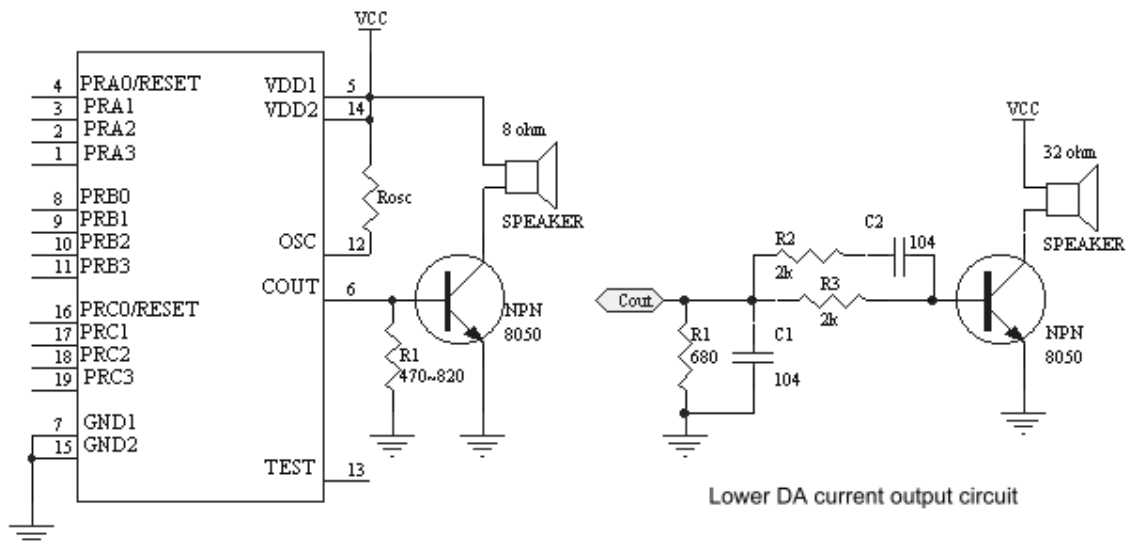 VCC
4 PRA0/RESET
3 PRA1
2 PRA2
1 PRA3
8 PRB0
9 PRB1
10 PRB2
11 PRB3
16 PRC0/RESET
17 PRC1
18 PRC2
19 PRC3
7 GND1
15 GND2
VDD1 5
VDD2 14
OSC 12
COUT 6
TEST 13
Rosc
8 ohm
SPEAKER
NPN
8050
R1
470~820
Cout
R1
680
C1
104
R2
2k
R3
2k
C2
104
VCC
32 ohm
SPEAKER
NPN
8050
Lower DA current output circuit